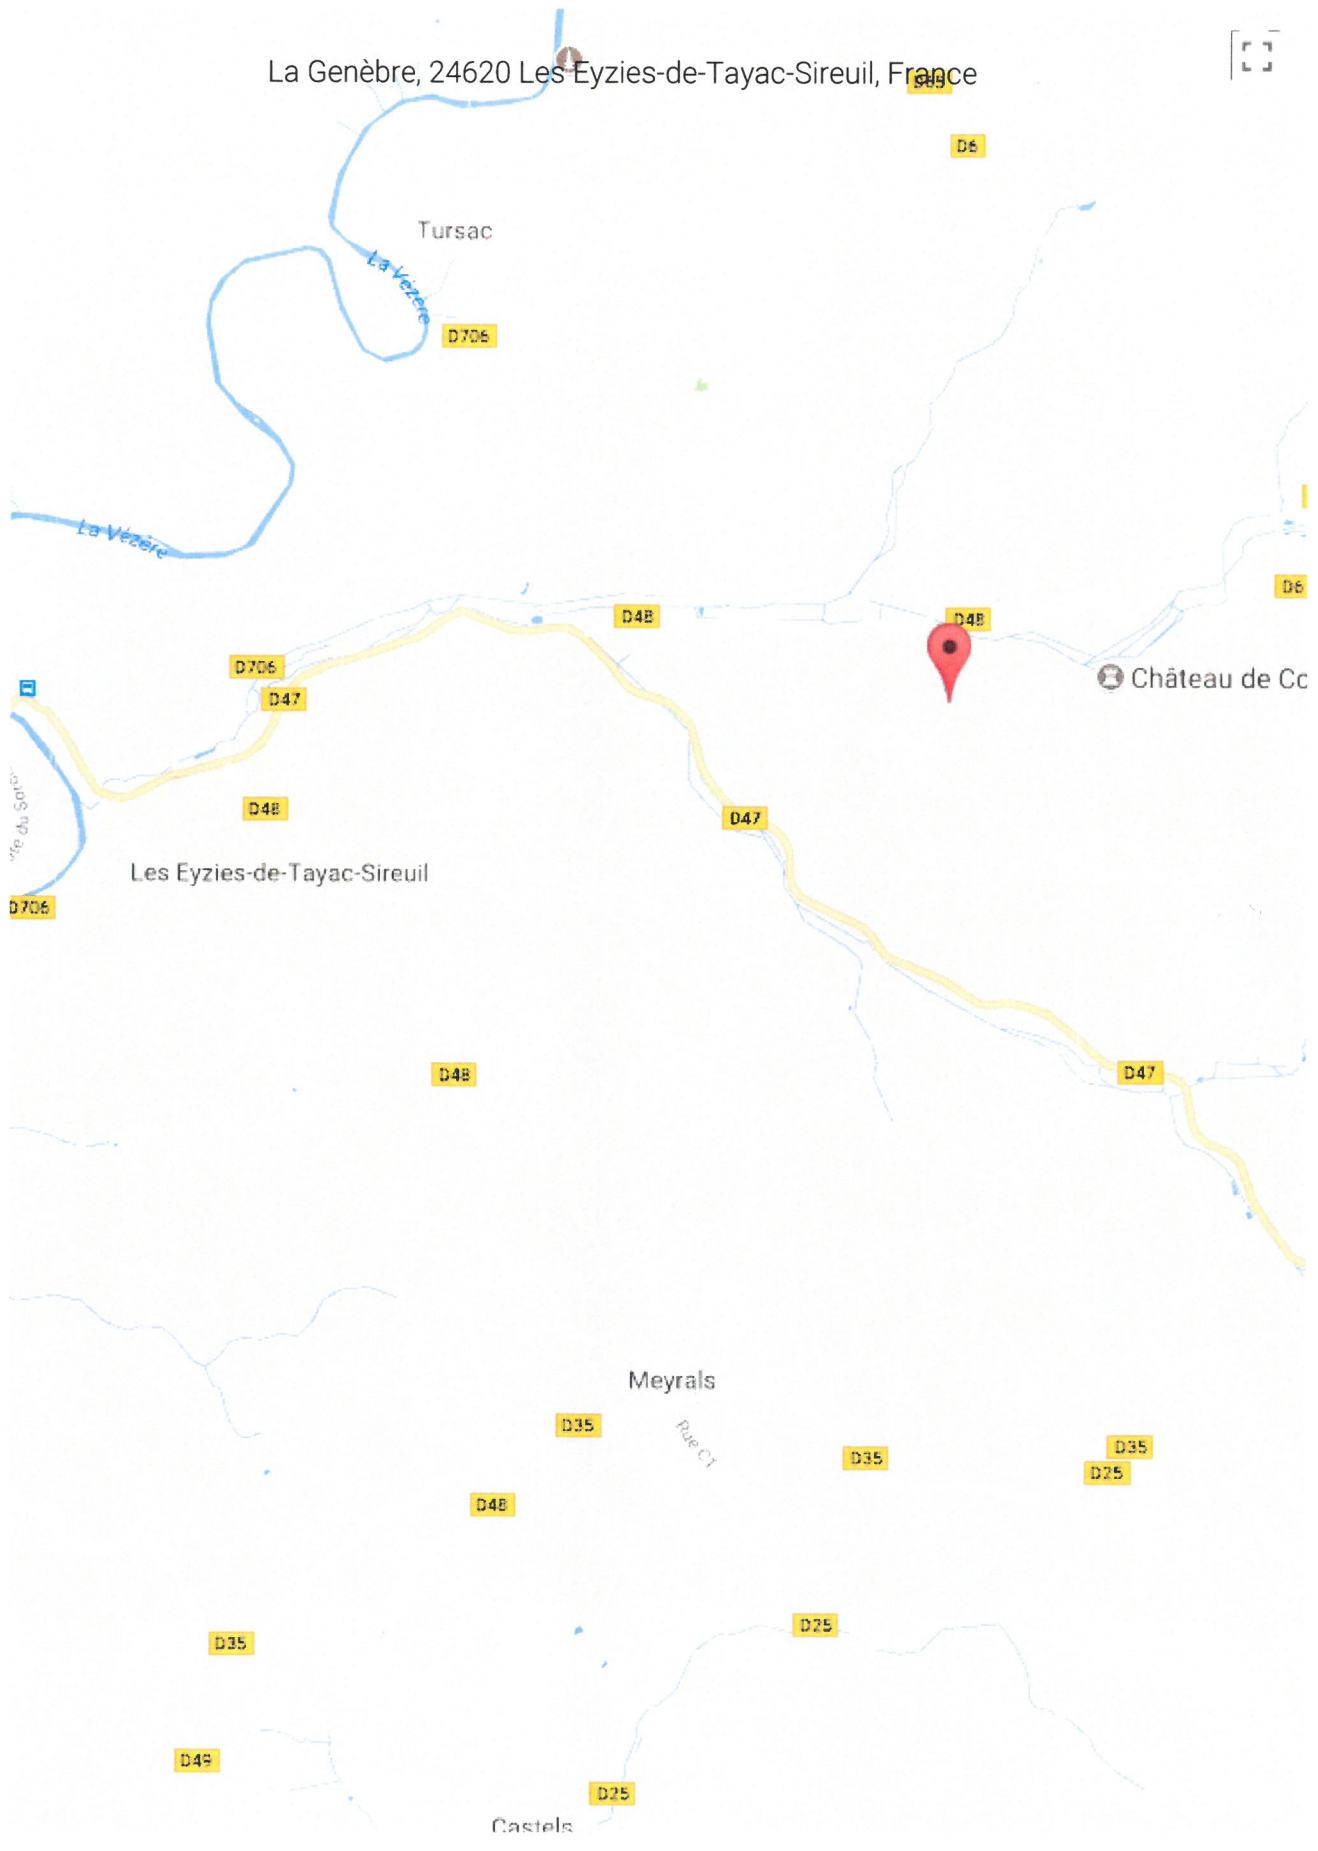 La Genèbre, 24620 Les Eyzies-de-Tayac-Sireuil, France
D6
Tursac
La Vézère
D706
La Vézère
D6
D48
D48
D706
Château de Co
D47
D48
D47
Les Eyzies-de-Tayac-Sireuil
D706
D47
D48
Meyrals
D35
Rue C1
D35
D35
D25
D48
D25
D35
D49
D25
Castels